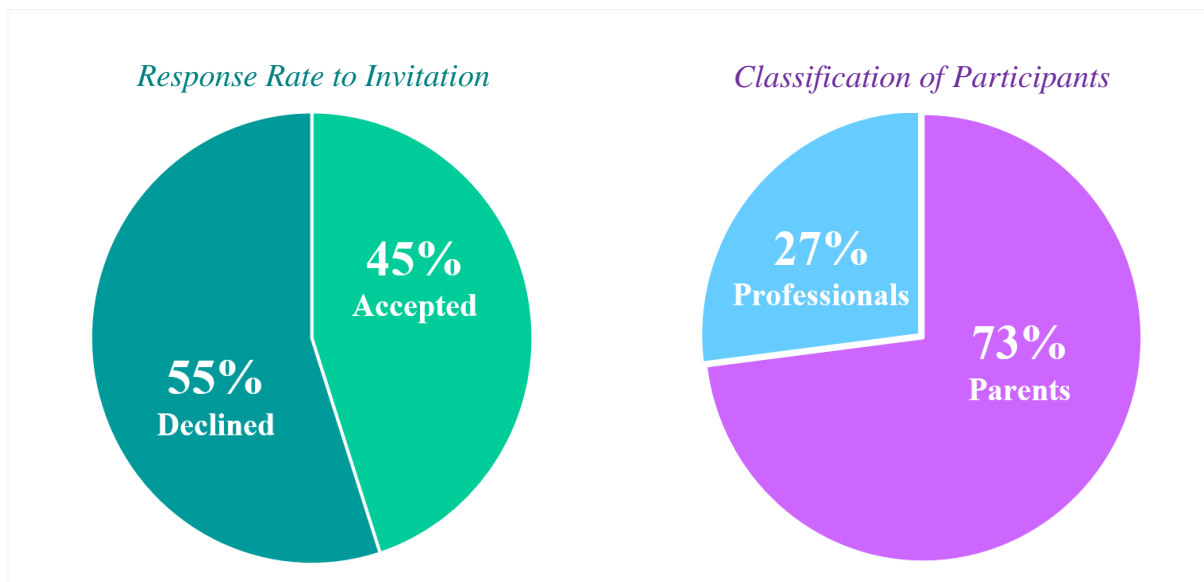 Response Rate to Invitation
45%
Accepted
55%
Declined
Classification of Participants
27%
Professionals
73%
Parents